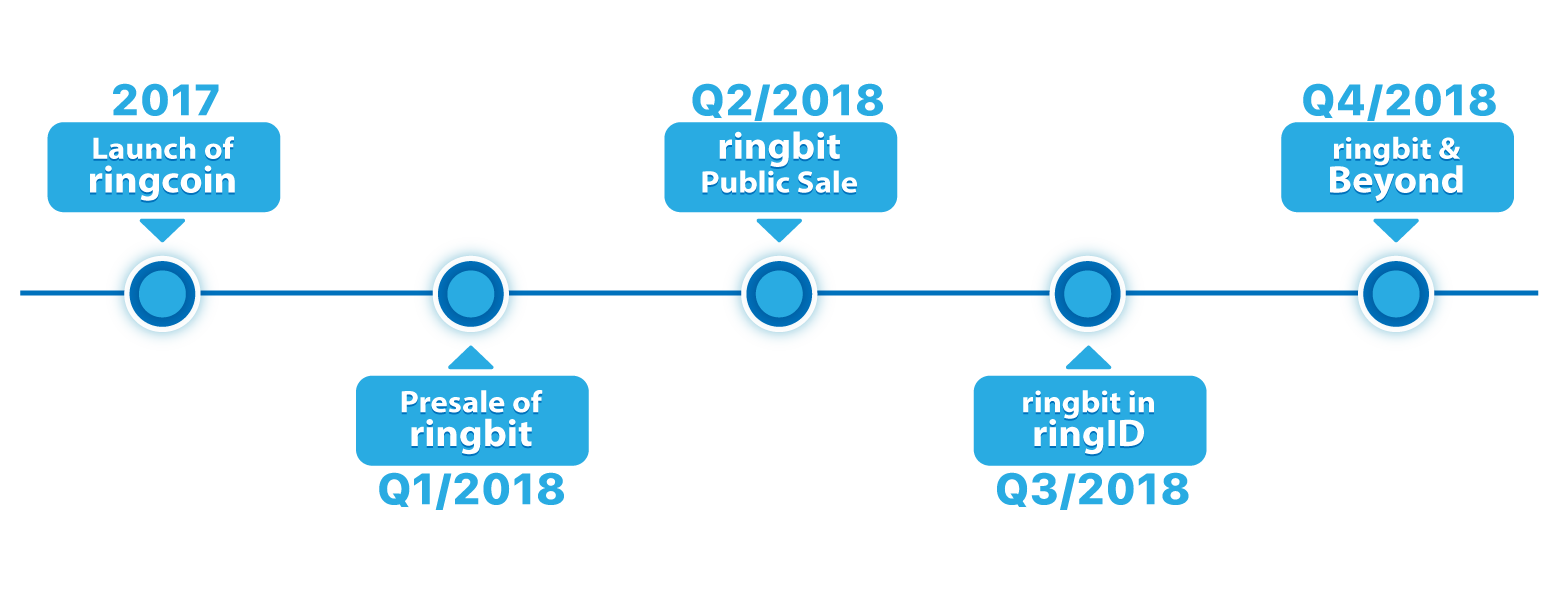 2017
Launch of
ringcoin
Presale of
ringbit
Q1/2018
Q2/2018
ringbit
Public Sale
ringbit in
ringID
Q3/2018
Q4/2018
ringbit &
Beyond